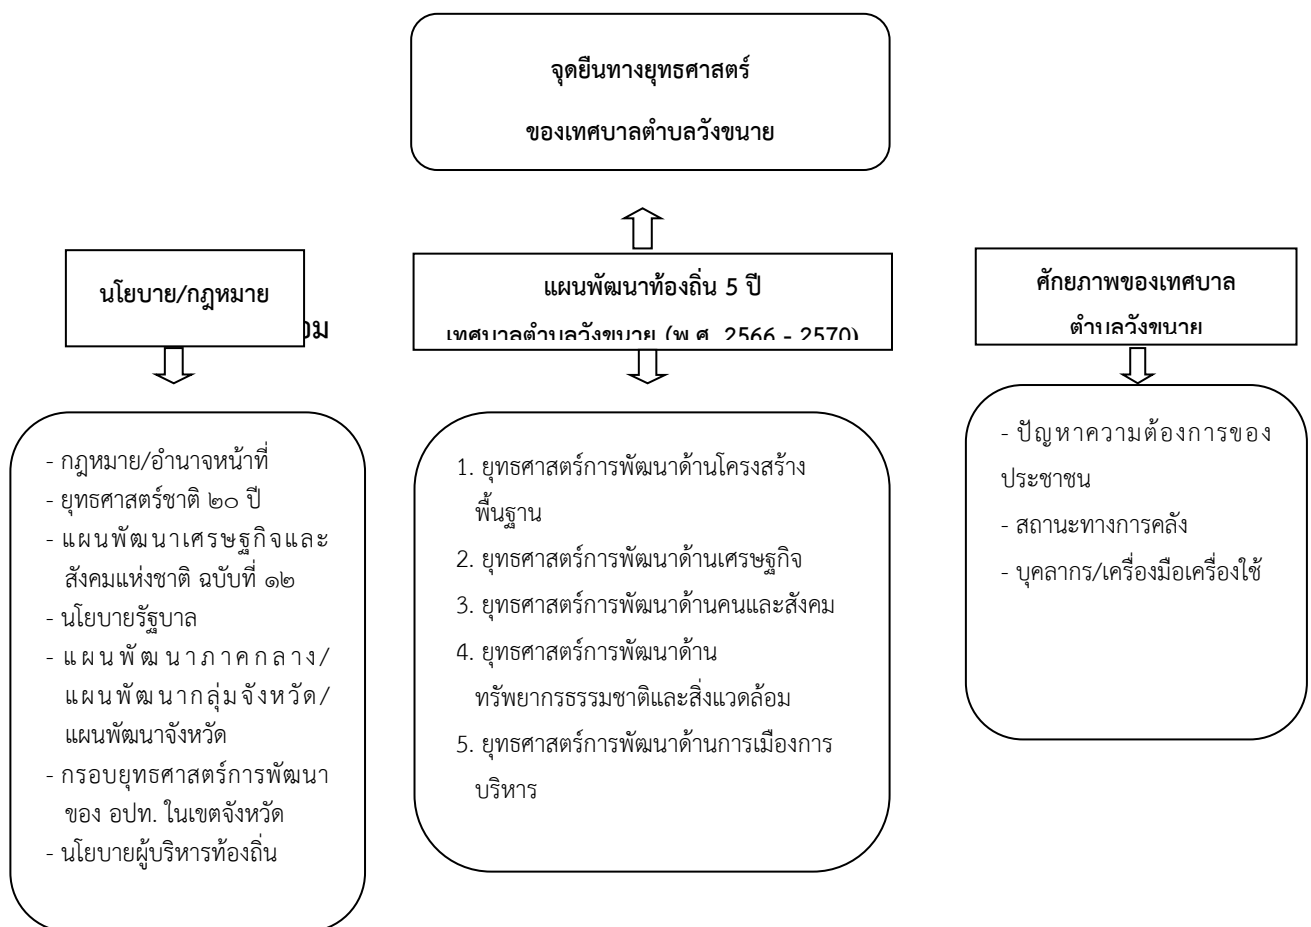 จุดยืนทางยุทธศาสตร์
ของเทศบาลตำบลวังขนาย
นโยบาย/กฎหมาย
แผนพัฒนาท้องถิ่น 5 ปี
เทศบาลตำบลวังขนาย (พ.ศ. 2566 - 2570)
ศักยภาพของเทศบาล
ตำบลวังขนาย
- กฎหมาย/อำนาจหน้าที่
- ยุทธศาสตร์ชาติ ๒๐ ปี
- แผนพัฒนาเศรษฐกิจและ
สังคมแห่งชาติ ฉบับที่ ๑๒
- นโยบายรัฐบาล
- แผนพัฒนาภาคกลาง/
แผนพัฒนากลุ่มจังหวัด/
แผนพัฒนาจังหวัด
- กรอบยุทธศาสตร์การพัฒนา
ของ อปท. ในเขตจังหวัด
- นโยบายผู้บริหารท้องถิ่น
1. ยุทธศาสตร์การพัฒนาด้านโครงสร้าง
พื้นฐาน
2. ยุทธศาสตร์การพัฒนาด้านเศรษฐกิจ
3. ยุทธศาสตร์การพัฒนาด้านคนและสังคม
4. ยุทธศาสตร์การพัฒนาด้าน
ทรัพยากรธรรมชาติและสิ่งแวดล้อม
5. ยุทธศาสตร์การพัฒนาด้านการเมืองการ
บริหาร
- ปัญหาความต้องการของ
ประชาชน
- สถานะทางการคลัง
- บุคลากร/เครื่องมือเครื่องใช้